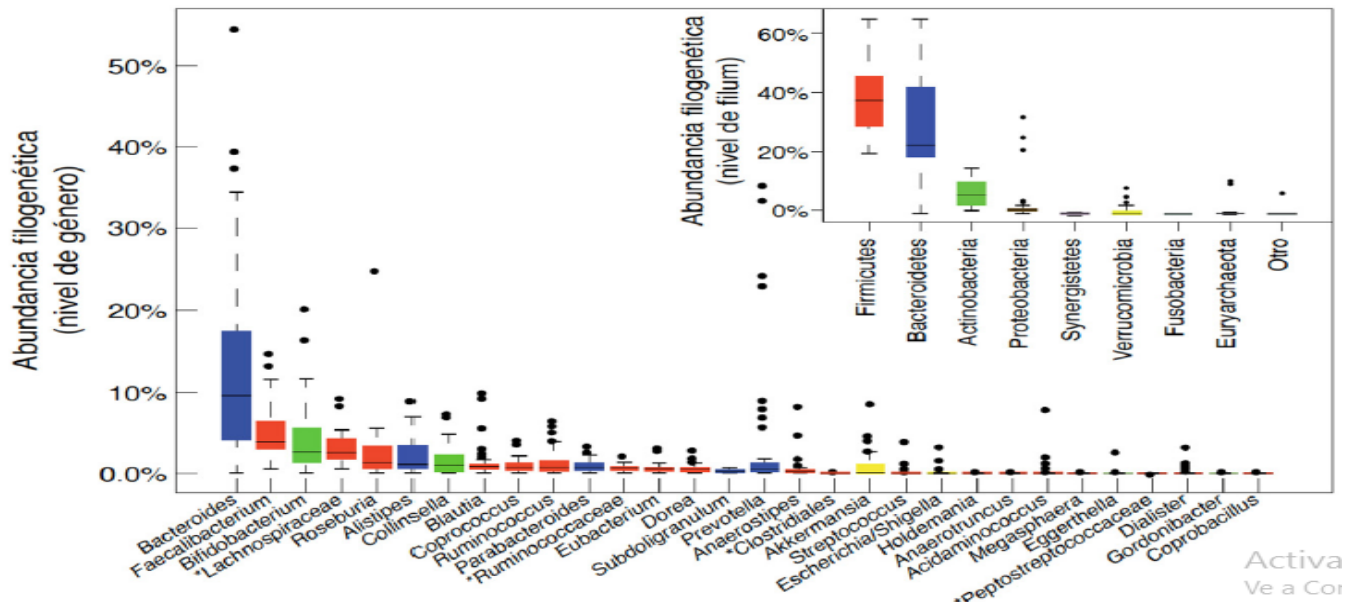 Abundancia filogenética
(nivel de género)
50%
40%
30%
20%
10%
0.0%
Bacteroides
Faecalibacterium
Bifidobacterium
*Lachnospiraceae
Roseburia
Alistipes
Collinsella
Blautia
Coprococcus
Ruminococcus
Parabacteroides
*Ruminococcaceae
Eubacterium
Dorea
Subdoligranulum
Prevotella
Anaerostipes
*Clostridiales
Akkermansia
Streptococcus
Escherichia/Shigella
Holdemania
Anaerotruncus
Acidaminococcus
Megasphaera
Eggerthella
*Peptostreptococcaceae
Dialister
Gordonibacter
Coprobacillus
Abundancia filogenética
(nivel de filum)
60%
40%
20%
0%
Firmicutes
Bacteroidetes
Actinobacteria
Proteobacteria
Synergistetes
Verrucomicrobia
Fusobacteria
Euryarchaeota
Otro
Activa
Ve a Con